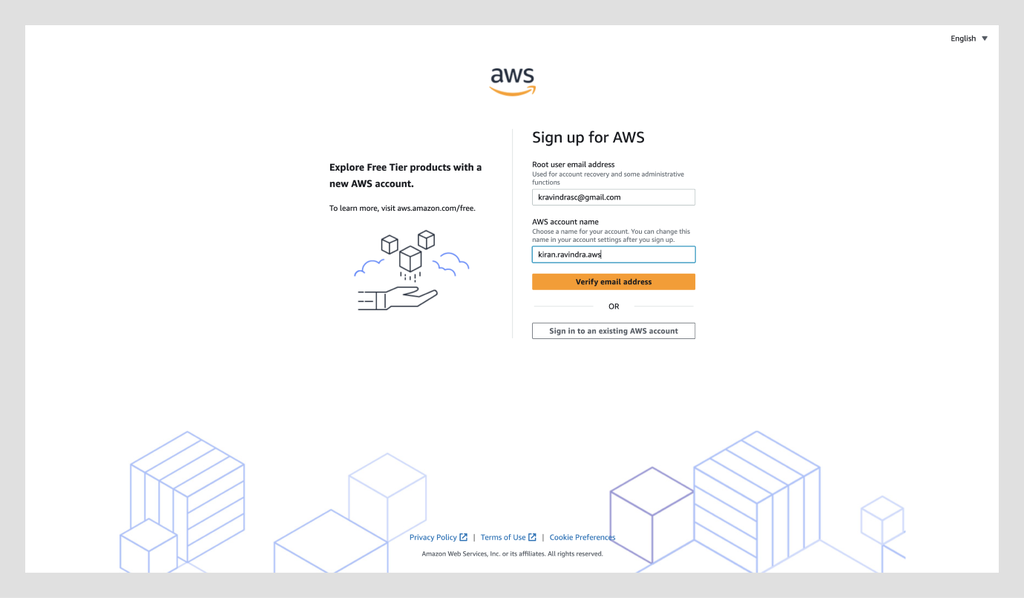 English
aws
Sign up for AWS
Explore Free Tier products with a
new AWS account.
To learn more, visit aws.amazon.com/free.
Root user email address
Used for account recovery and some administrative
functions
kravindrasc@gmail.com
AWS account name
Choose a name for your account. You can change this
name in your account settings after you sign up.
kiran.ravindra.aws
Verify email address
OR
Sign in to an existing AWS account
Privacy Policy | Terms of Use | Cookie Preferences
Amazon Web Services, Inc. or its affiliates. All rights reserved.